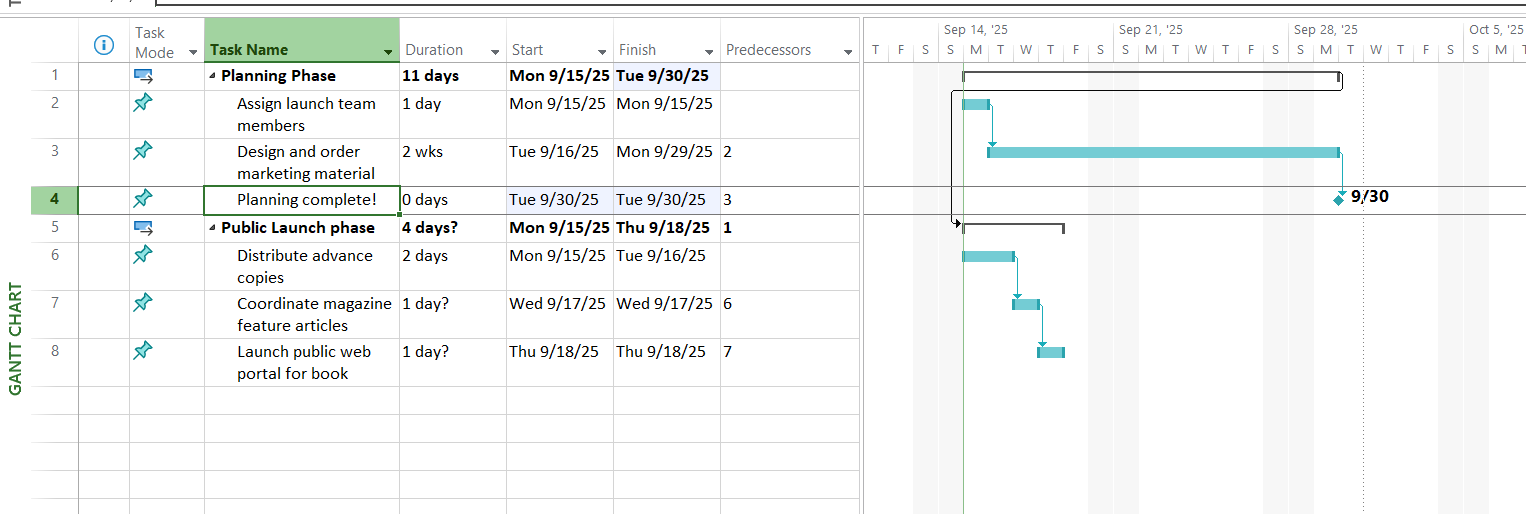 Task
Mode Task Name Duration Start Finish Predecessors
Sep 14, '25 Sep 21, '25 Sep 28, '25 Oct 5, '25
T F S S M T W T F S S M T W T F S S M T W T F S S M
1 Planning Phase 11 days Mon 9/15/25 Tue 9/30/25
2 Assign launch team 1 day Mon 9/15/25 Mon 9/15/25
members
3 Design and order 2 wks Tue 9/16/25 Mon 9/29/25 2
marketing material
4 Planning complete! 0 days Tue 9/30/25 Tue 9/30/25 3
9/30
5 Public Launch phase 4 days? Mon 9/15/25 Thu 9/18/25 1
6 Distribute advance 2 days Mon 9/15/25 Tue 9/16/25
copies
7 Coordinate magazine 1 day? Wed 9/17/25 Wed 9/17/25 6
feature articles
8 Launch public web 1 day? Thu 9/18/25 Thu 9/18/25 7
portal for book
GANTT CHART